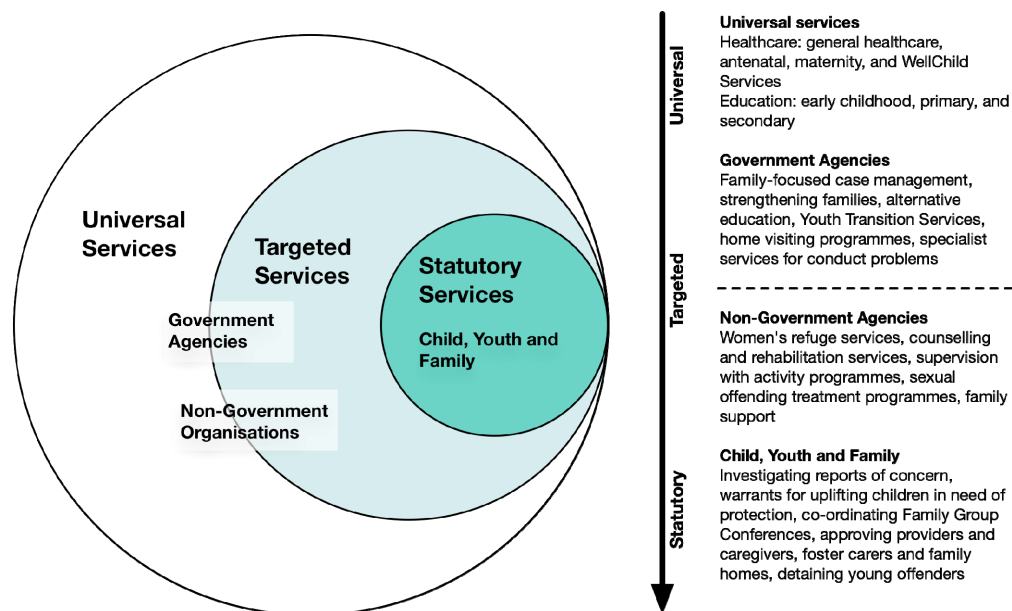 Universal
Services
Targeted
Services
Statutory
Services
Child, Youth and
Family
Government
Agencies
Non-Government
Organisations
Universal
Targeted
Statutory
Universal services
Healthcare: general healthcare,
antenatal, maternity, and WellChild
Services
Education: early childhood, primary, and
secondary
Government Agencies
Family-focused case management,
strengthening families, alternative
education, Youth Transition Services,
home visiting programmes, specialist
services for conduct problems
Non-Government Agencies
Women's refuge services, counselling
and rehabilitation services, supervision
with activity programmes, sexual
offending treatment programmes, family
support
Child, Youth and Family
Investigating reports of concern,
warrants for uplifting children in need of
protection, co-ordinating Family Group
Conferences, approving providers and
caregivers, foster carers and family
homes, detaining young offenders